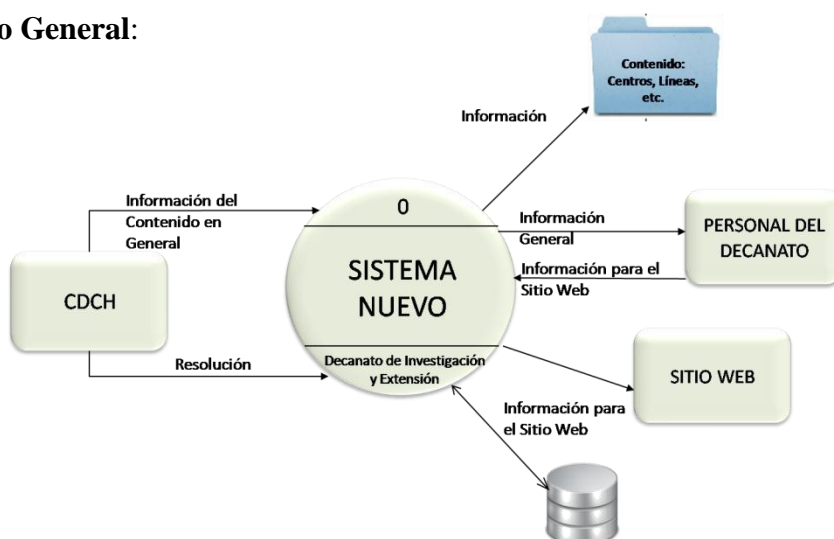 o General:
Contenido:
Centros, Líneas,
etc.
Información
Información del
Contenido en
General
0
Información
General
PERSONAL DEL
DECANATO
SISTEMA
NUEVO
Información para el
Sitio Web
CDCH
Resolución
Decanato de Investigación
y Extensión
SITIO WEB
Información para
el Sitio Web